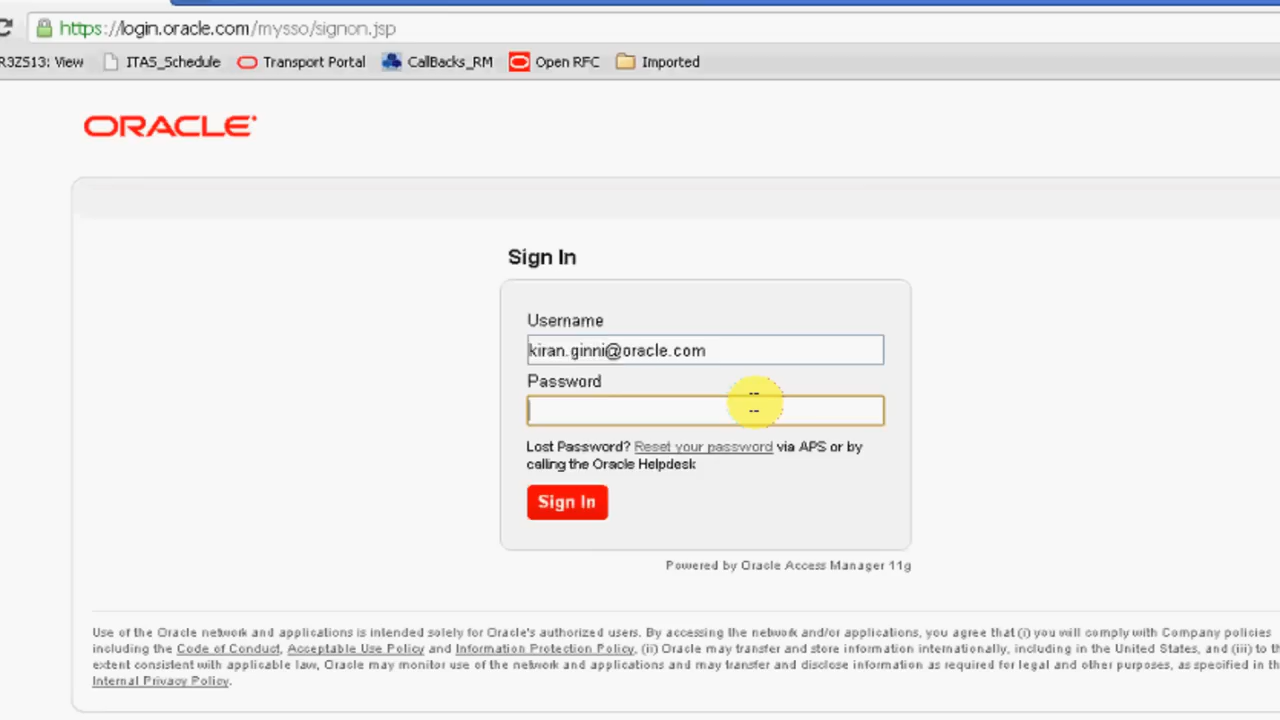 https://login.oracle.com/mysso/signon.jsp
R3Z513: View ITAS_Schedule Transport Portal CallBacks_RM Open RFC Imported
ORACLE
Sign In
Username
kiran.ginni@oracle.com
Password
Lost Password? Reset your password via APS or by
calling the Oracle Helpdesk
Sign In
Powered by Oracle Access Manager 11g
Use of the Oracle network and applications is intended solely for Oracle's authorized users. By accessing the network and/or applications, you agree that (i) you will comply with Company policies
including the Code of Conduct, Acceptable Use Policy and Information Protection Policy, (ii) Oracle may transfer and store information internationally, including in the United States, and (iii) to the
extent consistent with applicable law, Oracle may monitor use of the network and applications and may transfer and disclose information as required for legal and other purposes, as specified in the
Internal Privacy Policy.